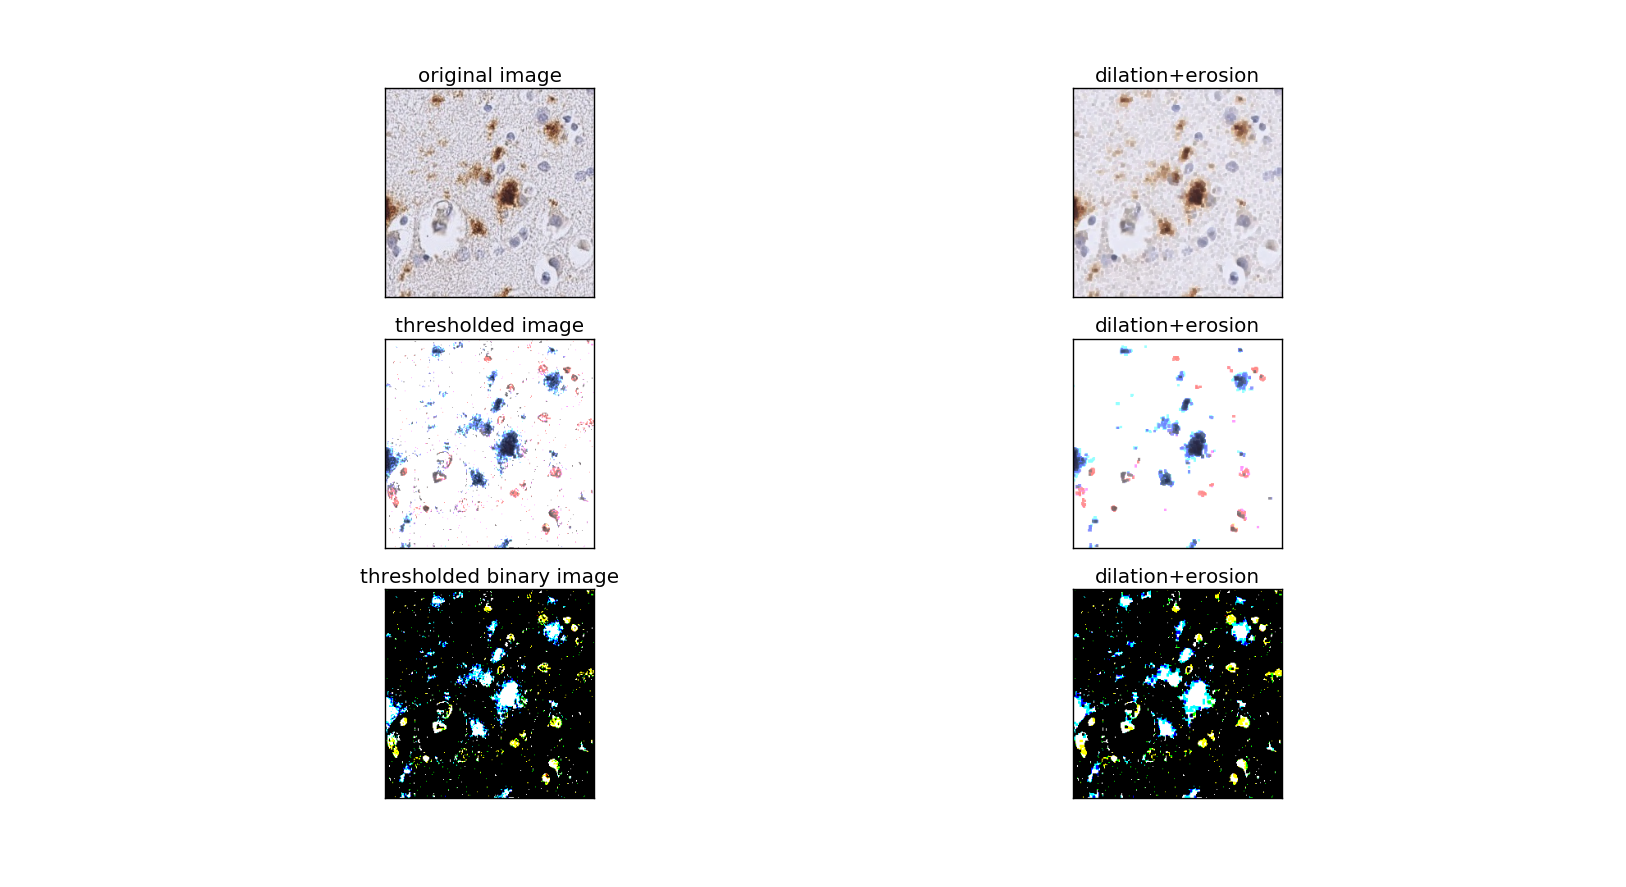 original image
dilation+erosion
thresholded image
dilation+erosion
thresholded binary image
dilation+erosion